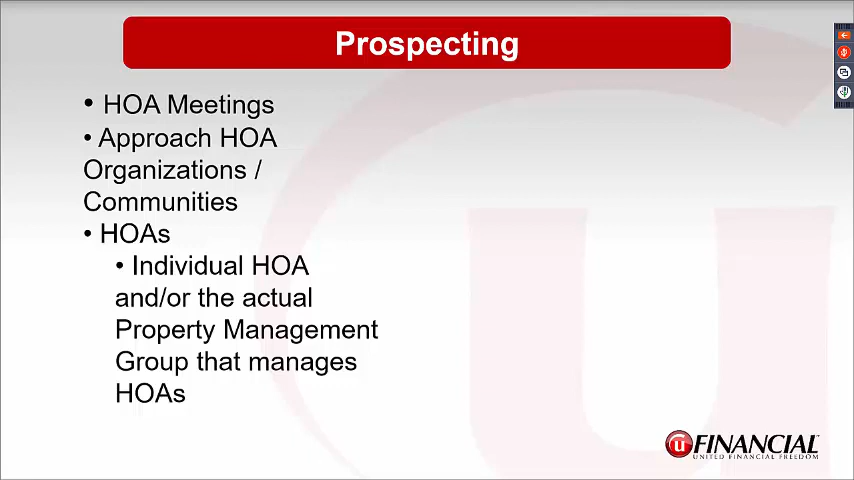 Prospecting
• HOA Meetings
• Approach HOA
Organizations /
Communities
• HOAs
• Individual HOA
and/or the actual
Property Management
Group that manages
HOAs
u FINANCIAL™
UNITED FINANCIAL FREEDOM